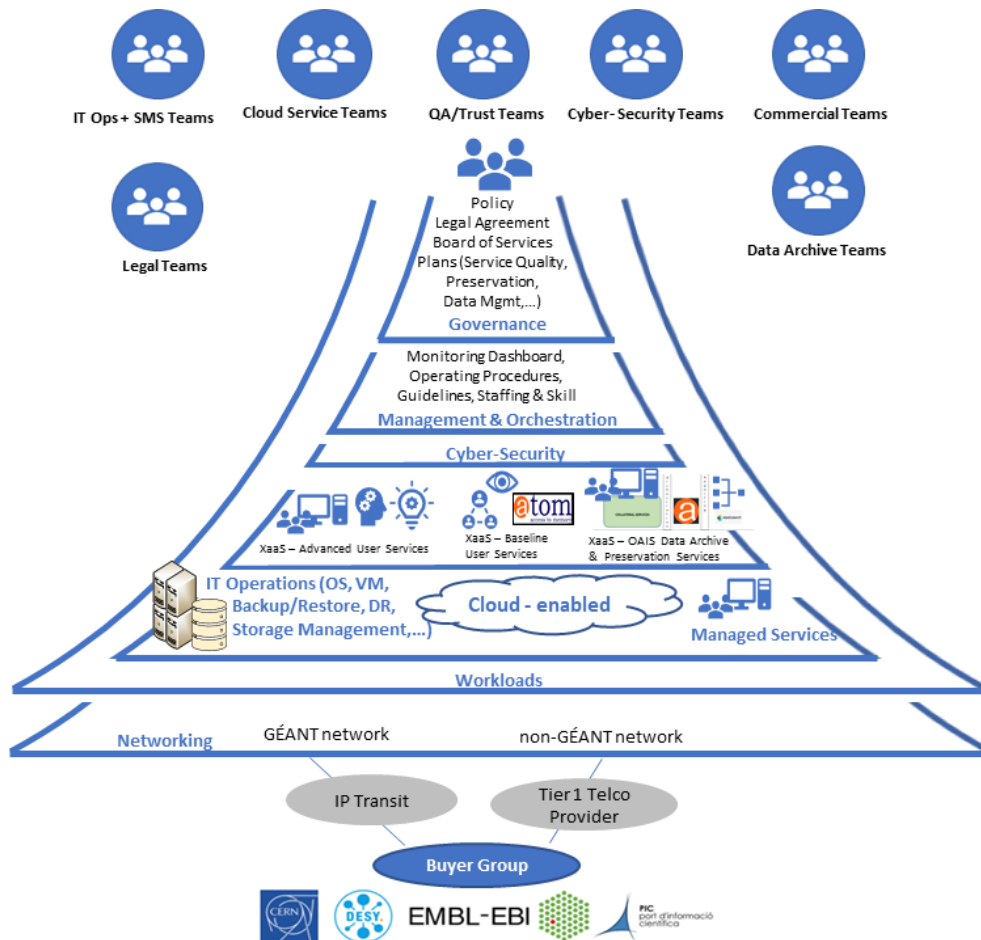 IT Ops + SMS Teams
Cloud Service Teams
QA/Trust Teams
Cyber- Security Teams
Commercial Teams
Legal Teams
Data Archive Teams
Policy
Legal Agreement
Board of Services
Plans (Service Quality,
Preservation,
Data Mgmt,...)
Governance
Monitoring Dashboard,
Operating Procedures,
Guidelines, Staffing & Skill
Management & Orchestration
Cyber-Security
atom
a
XaaS – Advanced User Services
XaaS – Baseline
User Services
XaaS – OAIS Data Archive
& Preservation Services
IT Operations (OS, VM,
Backup/Restore, DR,
Storage Management,...)
Cloud - enabled
Managed Services
Workloads
Networking
GÉANT network
non-GÉANT network
IP Transit
Tier1 Telco
Provider
Buyer Group
CERN
DESY.
EMBL-EBI
PIC
port d'informació
científica